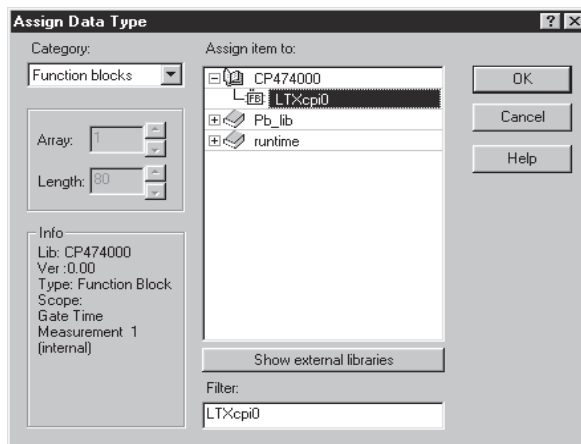 Assign Data Type
Category:
Function blocks
Array: 1
Length: 80
Info
Lib: CP474000
Ver :0.00
Type: Function Block
Scope:
Gate Time
Measurement 1
(internal)
Assign item to:
CP474000
FB LTXcpi0
Pb_lib
runtime
Show external libraries
Filter:
LTXcpi0
OK
Cancel
Help